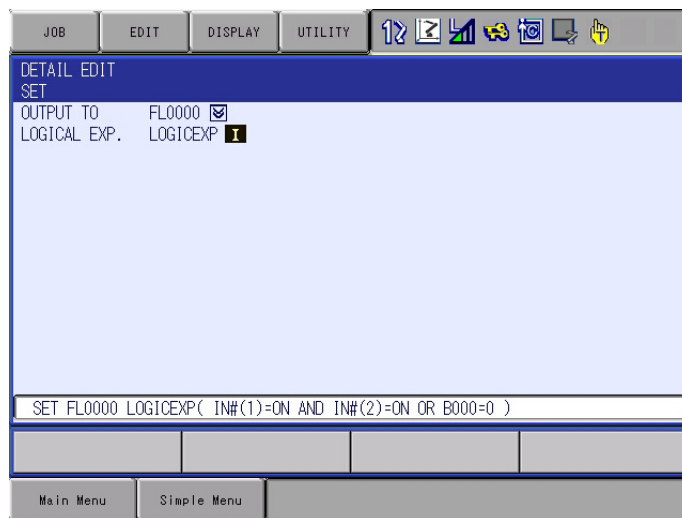 JOB EDIT DISPLAY UTILITY
DETAIL EDIT
SET
OUTPUT TO FL0000
LOGICAL EXP. LOGICEXP
SET FL0000 LOGICEXP( IN#(1)=ON AND IN#(2)=ON OR B000=0 )
Main Menu Simple Menu